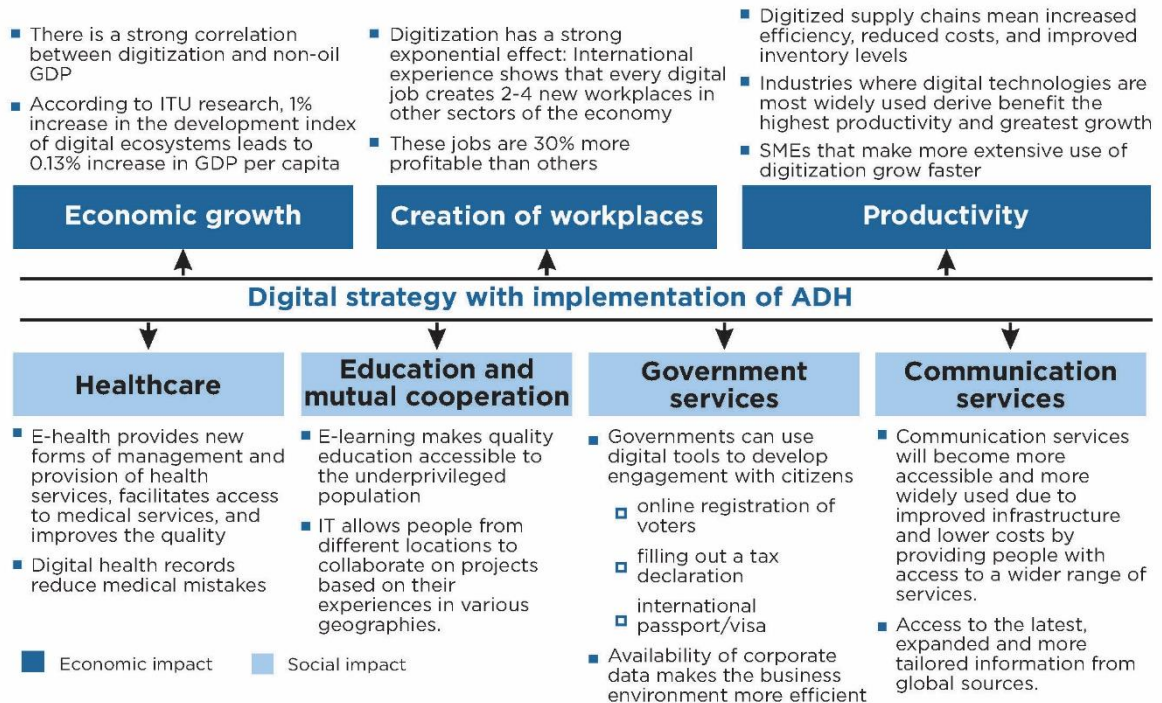 There is a strong correlation
between digitization and non-oil
GDP
According to ITU research, 1%
increase in the development index
of digital ecosystems leads to
0.13% increase in GDP per capita
Economic growth
Digitization has a strong
exponential effect: International
experience shows that every digital
job creates 2-4 new workplaces in
other sectors of the economy
These jobs are 30% more
profitable than others
Creation of workplaces
Digitized supply chains mean increased
efficiency, reduced costs, and improved
inventory levels
Industries where digital technologies are
most widely used derive benefit the
highest productivity and greatest growth
SMEs that make more extensive use of
digitization grow faster
Productivity
Digital strategy with implementation of ADH
Healthcare
E-health provides new
forms of management and
provision of health
services, facilitates access
to medical services, and
improves the quality
Digital health records
reduce medical mistakes
Education and
mutual cooperation
E-learning makes quality
education accessible to
the underprivileged
population
IT allows people from
different locations to
collaborate on projects
based on their
experiences in various
geographies.
Government
services
Governments can use
digital tools to develop
engagement with citizens
online registration of
voters
filling out a tax
declaration
international
passport/visa
Availability of corporate
data makes the business
environment more efficient
Communication
services
Communication services
will become more
accessible and more
widely used due to
improved infrastructure
and lower costs by
providing people with
access to a wider range of
services.
Access to the latest,
expanded and more
tailored information from
global sources.
Economic impact
Social impact